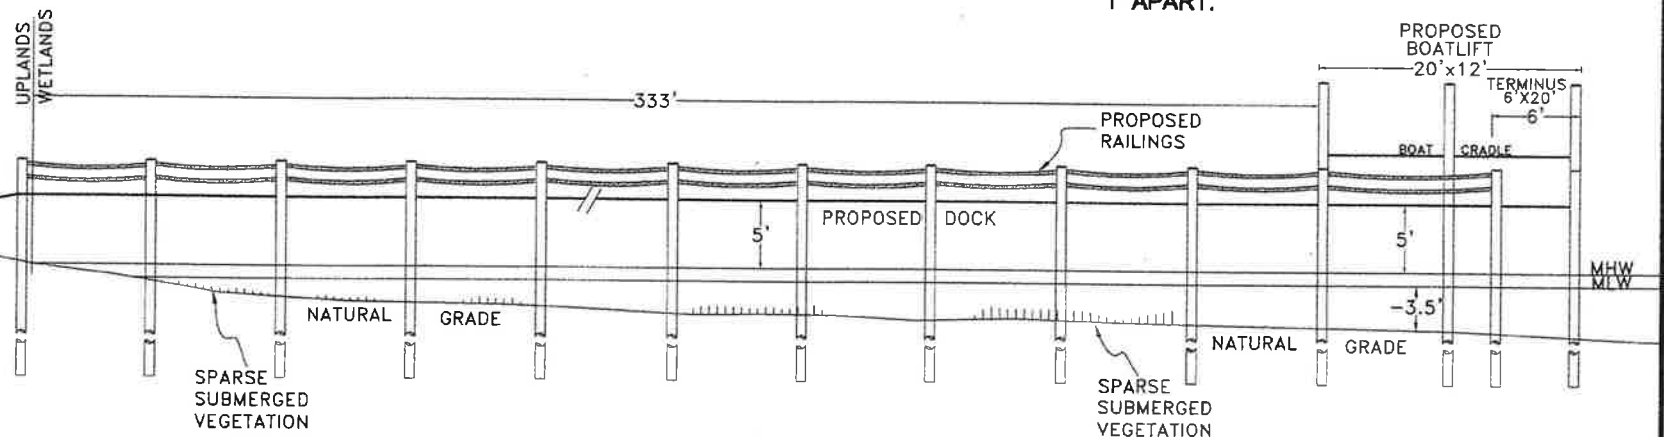 1' APART.
UPLANDS
WETLANDS
PROPOSED
BOATLIFT
20'x12'
TERMINUS
6'X20'
6'
333'
PROPOSED
RAILINGS
BOAT CRADLE
PROPOSED DOCK
5'
5'
MHW
MLW
-3.5'
NATURAL GRADE
NATURAL GRADE
SPARSE
SUBMERGED
VEGETATION
SPARSE
SUBMERGED
VEGETATION